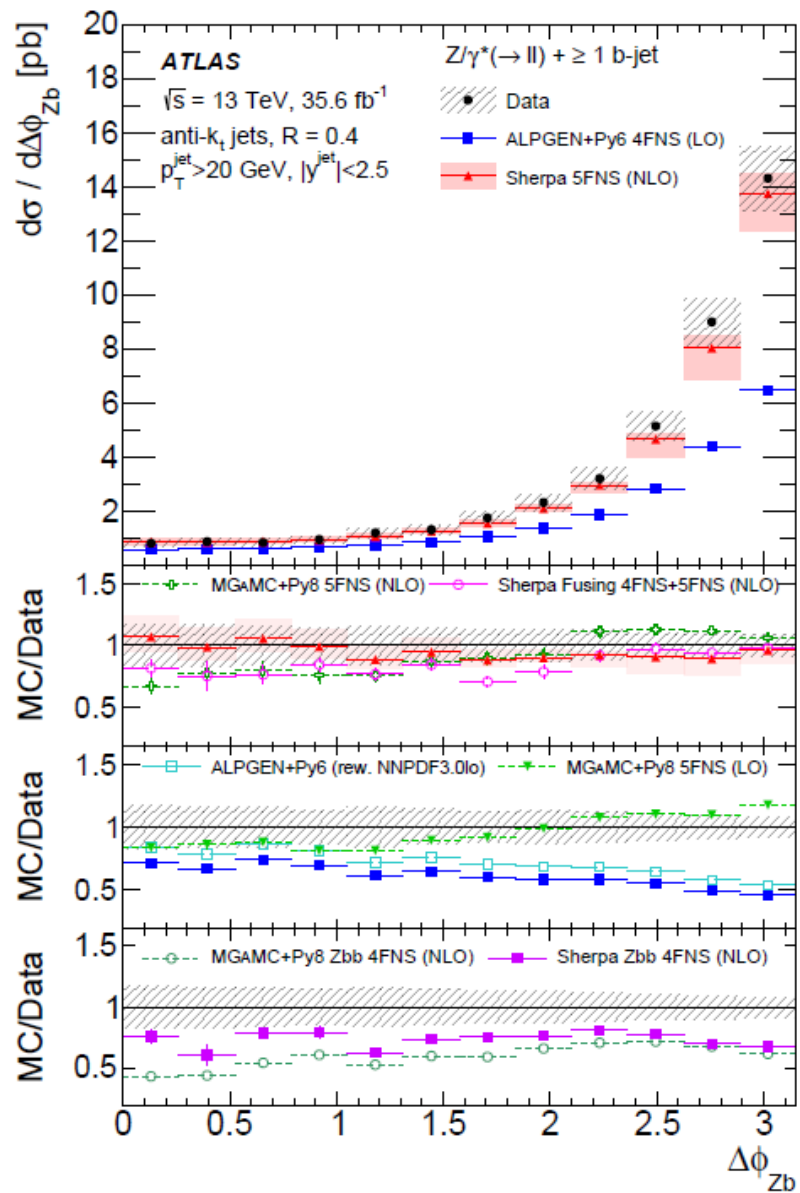 dσ / dΔϕ_Zb [pb]
20
18
16
14
12
10
8
6
4
2
ATLAS
√s = 13 TeV, 35.6 fb⁻¹
anti-kₜ jets, R = 0.4
p_T^jet>20 GeV, |y^jet|<2.5
Z/γ*(→ ll) + ≥ 1 b-jet
Data
ALPGEN+Py6 4FNS (LO)
Sherpa 5FNS (NLO)
MC/Data
1.5
1
0.5
MGAMC+Py8 5FNS (NLO)
Sherpa Fusing 4FNS+5FNS (NLO)
MC/Data
1.5
1
0.5
ALPGEN+Py6 (rew. NNPDF3.0lo)
MGAMC+Py8 5FNS (LO)
MC/Data
1.5
1
0.5
MGAMC+Py8 Zbb 4FNS (NLO)
Sherpa Zbb 4FNS (NLO)
0 0.5 1 1.5 2 2.5 3
Δϕ_Zb